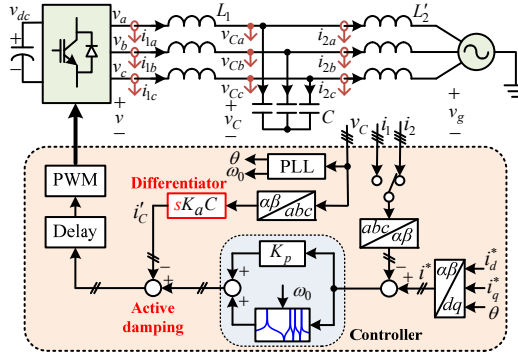 v_dc
+
−
v_a
v_b
v_c
+
v
−
i_1a
i_1b
i_1c
L_1
v_Ca
v_Cb
v_Cc
+
v_C
−
C
i_2a
i_2b
i_2c
L'_2
+
v_g
−
v_C
i_1
i_2
θ
ω_0
PLL
PWM
Differentiator
i'_C
sK_aC
αβ
abc
abc
αβ
Delay
K_p
ω_0
+
+
−
+
Active
damping
−
+
i*
αβ
dq
i_d*
i_q*
θ
Controller